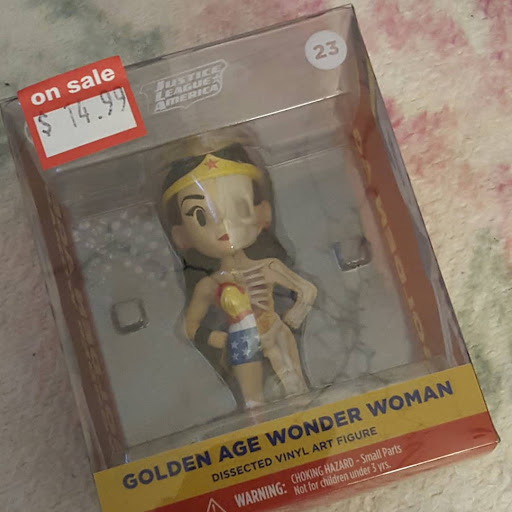 on sale
$ 14.99
JUSTICE
LEAGUE
AMERICA
23
GOLDEN AGE WONDER WOMAN
DISSECTED VINYL ART FIGURE
WARNING: CHOKING HAZARD - Small Parts
Not for children under 3 yrs.